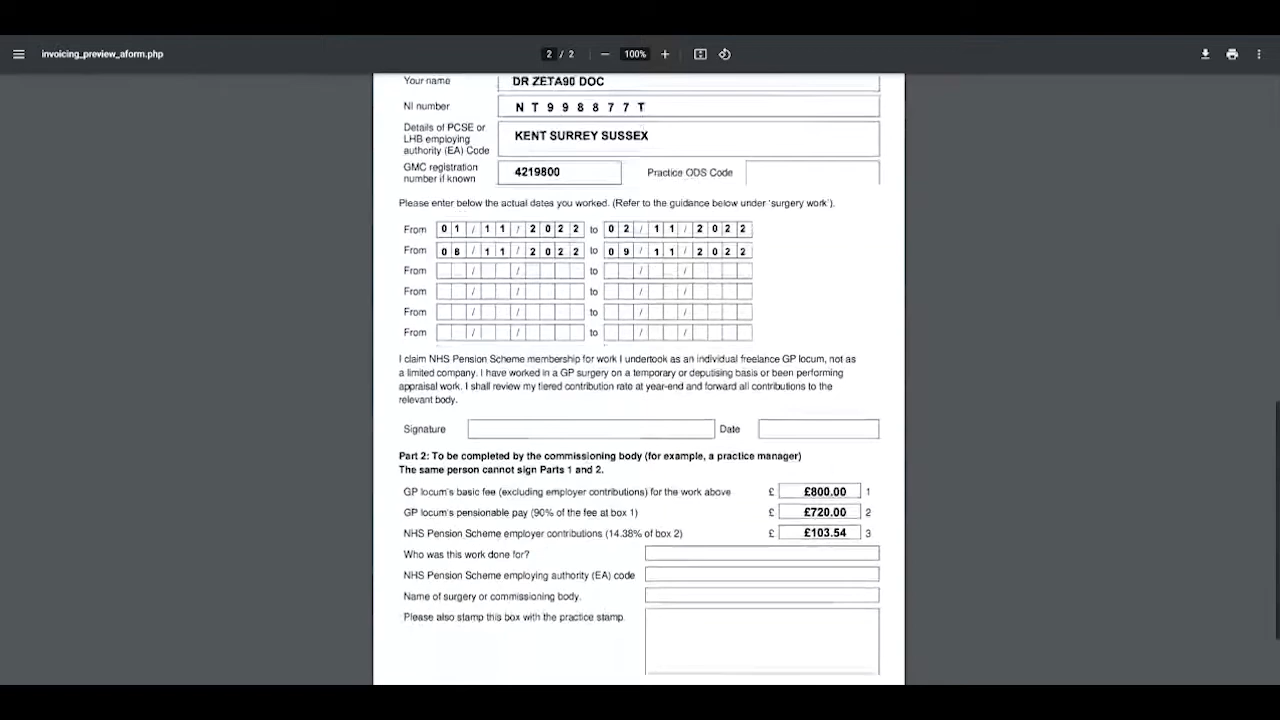 invoicing_preview_aform.php
2 / 2
100%
Your name DR ZETA90 DOC
NI number N T 9 9 8 8 7 7 T
Details of PCSE or
LHB employing KENT SURREY SUSSEX
authority (EA) Code
GMC registration 4219800 Practice ODS Code
number if known
Please enter below the actual dates you worked. (Refer to the guidance below under 'surgery work').
From 0 1 / 1 1 / 2 0 2 2 to 0 2 / 1 1 / 2 0 2 2
From 0 8 / 1 1 / 2 0 2 2 to 0 9 / 1 1 / 2 0 2 2
From / / to / /
From / / to / /
From / / to / /
From / / to / /
I claim NHS Pension Scheme membership for work I undertook as an individual freelance GP locum, not as
a limited company. I have worked in a GP surgery on a temporary or deputising basis or been performing
appraisal work. I shall review my tiered contribution rate at year-end and forward all contributions to the
relevant body.
Signature Date
Part 2: To be completed by the commissioning body (for example, a practice manager)
The same person cannot sign Parts 1 and 2.
GP locum's basic fee (excluding employer contributions) for the work above £ £800.00 1
GP locum's pensionable pay (90% of the fee at box 1) £ £720.00 2
NHS Pension Scheme employer contributions (14.38% of box 2) £ £103.54 3
Who was this work done for?
NHS Pension Scheme employing authority (EA) code
Name of surgery or commissioning body.
Please also stamp this box with the practice stamp.